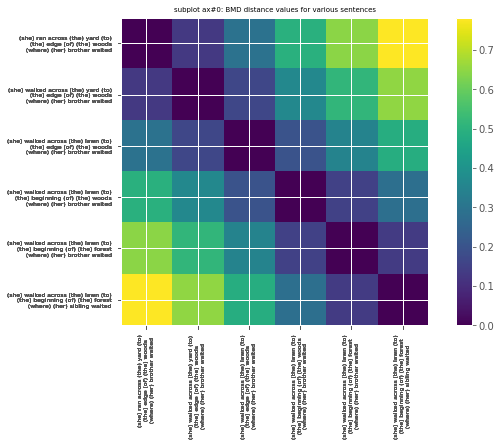 subplot ax#0: BMD distance values for various sentences
(she) ran across (the) yard (to)
(the) edge (of) (the) woods
(where) (her) brother waited
(she) walked across (the) yard (to)
(the) edge (of) (the) woods
(where) (her) brother waited
(she) walked across (the) lawn (to)
(the) edge (of) (the) woods
(where) (her) brother waited
(she) walked across (the) lawn (to)
(the) beginning (of) (the) woods
(where) (her) brother waited
(she) walked across (the) lawn (to)
(the) beginning (of) (the) forest
(where) (her) brother waited
(she) walked across (the) lawn (to)
(the) beginning (of) (the) forest
(where) (her) sibling waited
0.7
0.6
0.5
0.4
0.3
0.2
0.1
0.0
(she) ran across (the) yard (to)
(the) edge (of) (the) woods
(where) (her) brother waited
(she) walked across (the) yard (to)
(the) edge (of) (the) woods
(where) (her) brother waited
(she) walked across (the) lawn (to)
(the) edge (of) (the) woods
(where) (her) brother waited
(she) walked across (the) lawn (to)
(the) beginning (of) (the) woods
(where) (her) brother waited
(she) walked across (the) lawn (to)
(the) beginning (of) (the) forest
(where) (her) brother waited
(she) walked across (the) lawn (to)
(the) beginning (of) (the) forest
(where) (her) sibling waited